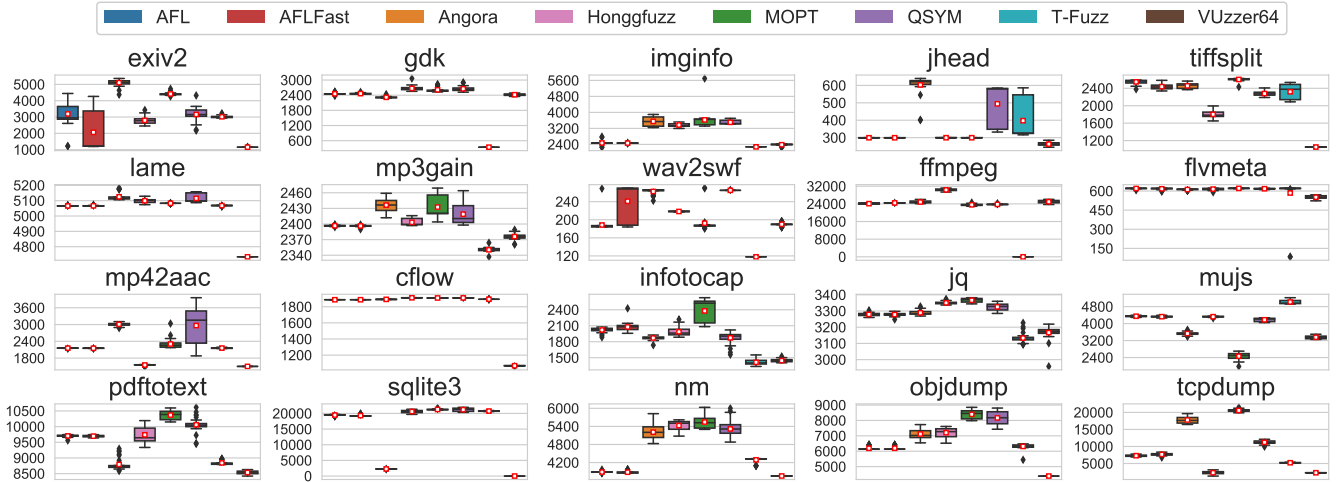 AFL AFLFast Angora Honggfuzz MOPT QSYM T-Fuzz VUzzer64
exiv2 gdk imginfo jhead tiffsplit
5000 4000 3000 2000 1000
3000 2400 1800 1200 600
5600 4800 4000 3200 2400
600 500 400 300
2400 2000 1600 1200
lame mp3gain wav2swf ffmpeg flvmeta
5200 5100 5000 4900 4800
2460 2430 2400 2370 2340
280 240 200 160 120
32000 24000 16000 8000 0
600 450 300 150
mp42aac cflow infotocap jq mujs
3600 3000 2400 1800
1800 1600 1400 1200
2400 2100 1800 1500
3400 3300 3200 3100 3000
4800 4000 3200 2400
pdftotext sqlite3 nm objdump tcpdump
10500 10000 9500 9000 8500
20000 15000 10000 5000 0
6000 5400 4800 4200
9000 8000 7000 6000 5000
20000 15000 10000 5000